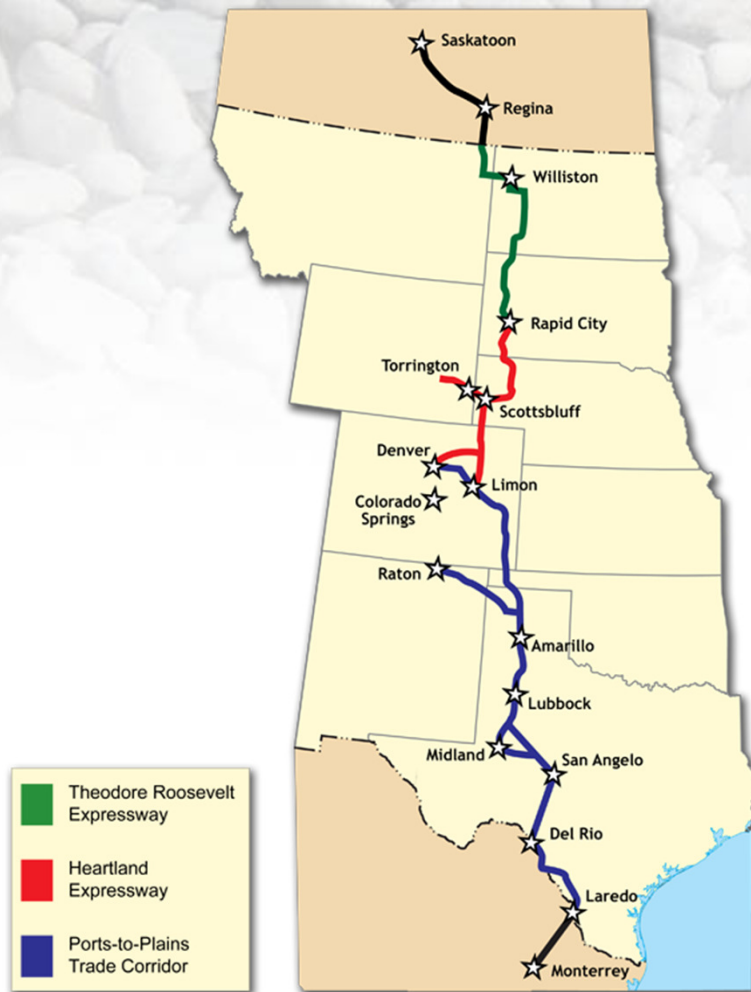 Saskatoon
Regina
Williston
Rapid City
Torrington
Scottsbluff
Denver
Limon
Colorado
Springs
Raton
Amarillo
Lubbock
Midland
San Angelo
Del Rio
Laredo
Monterrey
Theodore Roosevelt
Expressway
Heartland
Expressway
Ports-to-Plains
Trade Corridor